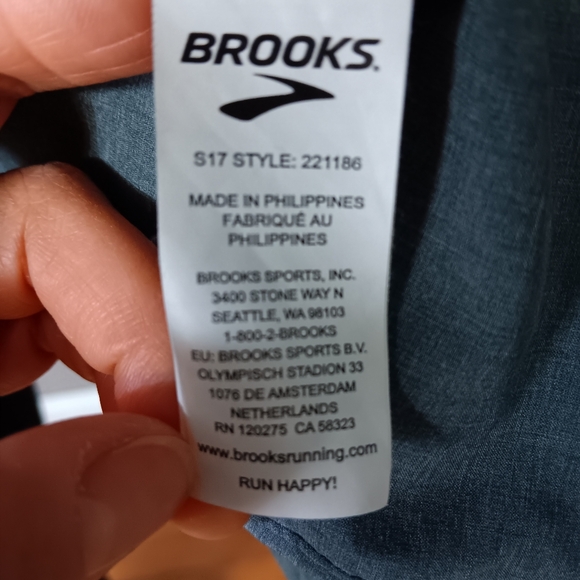 BROOKS
S17 STYLE: 221186
MADE IN PHILIPPINES
FABRIQUÉ AU
PHILIPPINES
BROOKS SPORTS, INC.
3400 STONE WAY N
SEATTLE, WA 98103
1-800-2-BROOKS
EU: BROOKS SPORTS B.V.
OLYMPISCH STADION 33
1076 DE AMSTERDAM
NETHERLANDS
RN 120275 CA 58323
www.brooksrunning.com
RUN HAPPY!